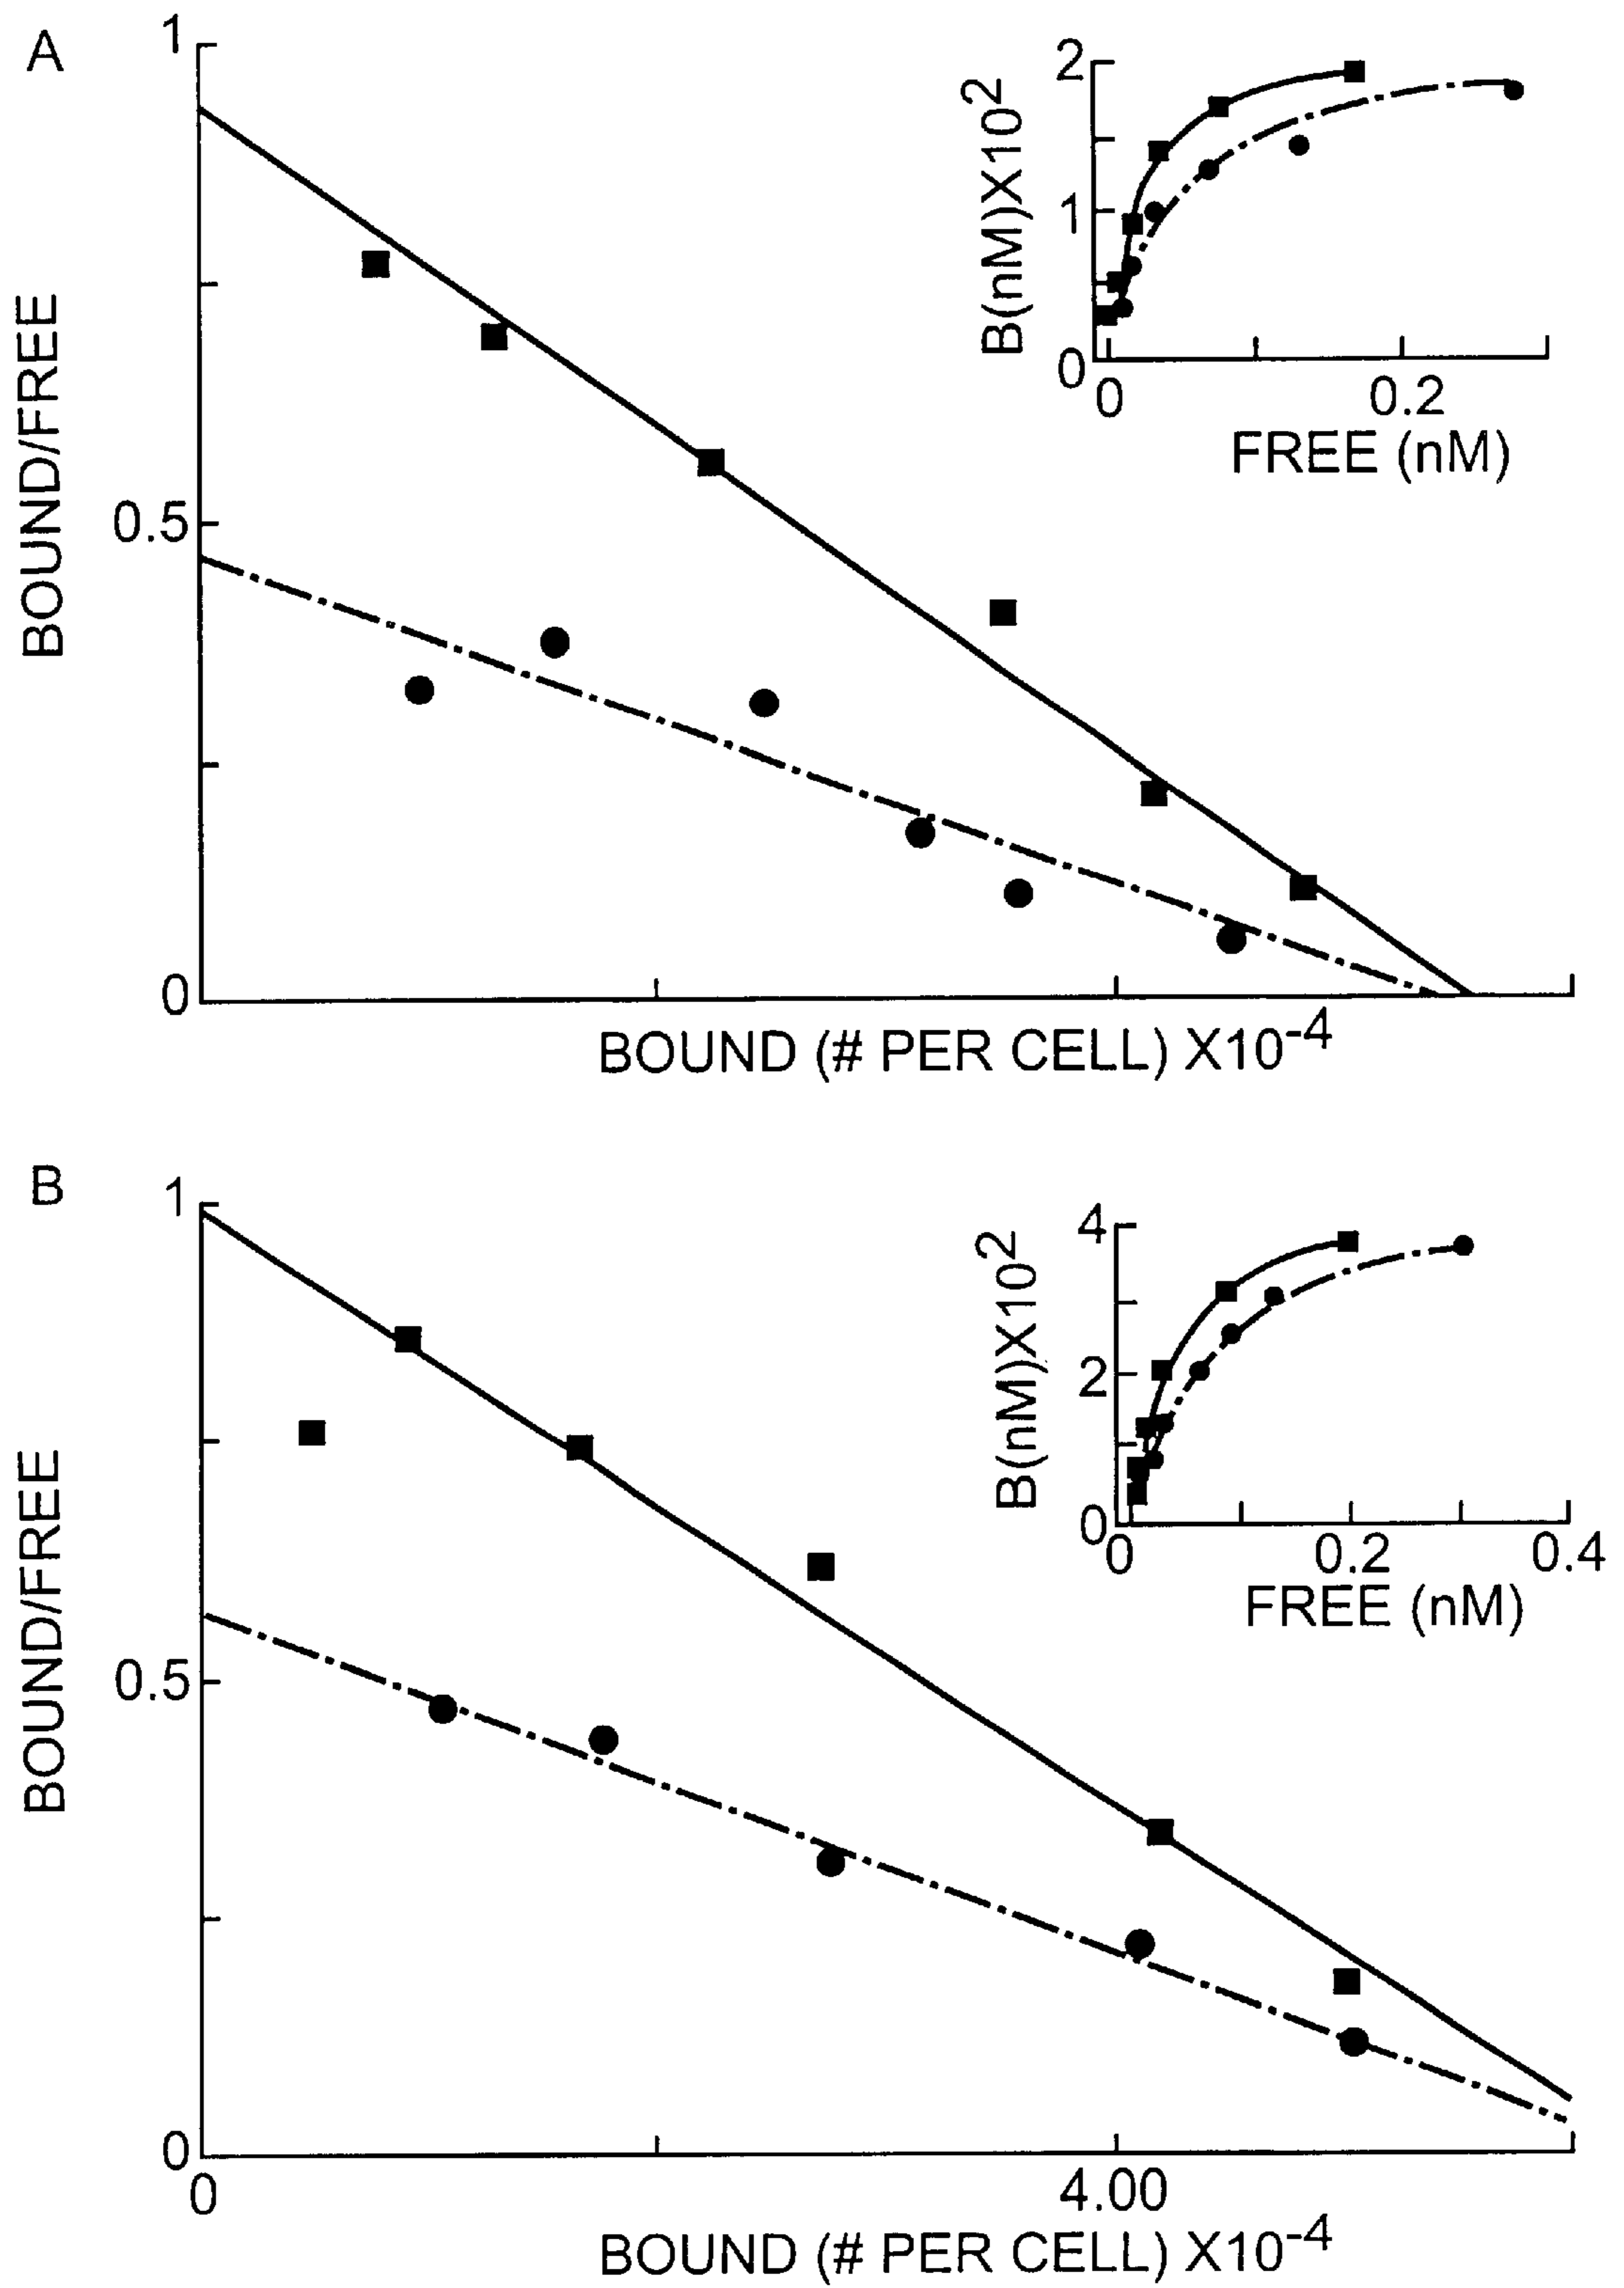 A
1
0.5
0
BOUND/FREE
BOUND (# PER CELL) X10-4
2
1
0
B(nM)X102
0
0.2
FREE (nM)
B
1
0.5
0
BOUND/FREE
0
4.00
BOUND (# PER CELL) X10-4
4
2
0
B(nM)X102
0
0.2
0.4
FREE (nM)